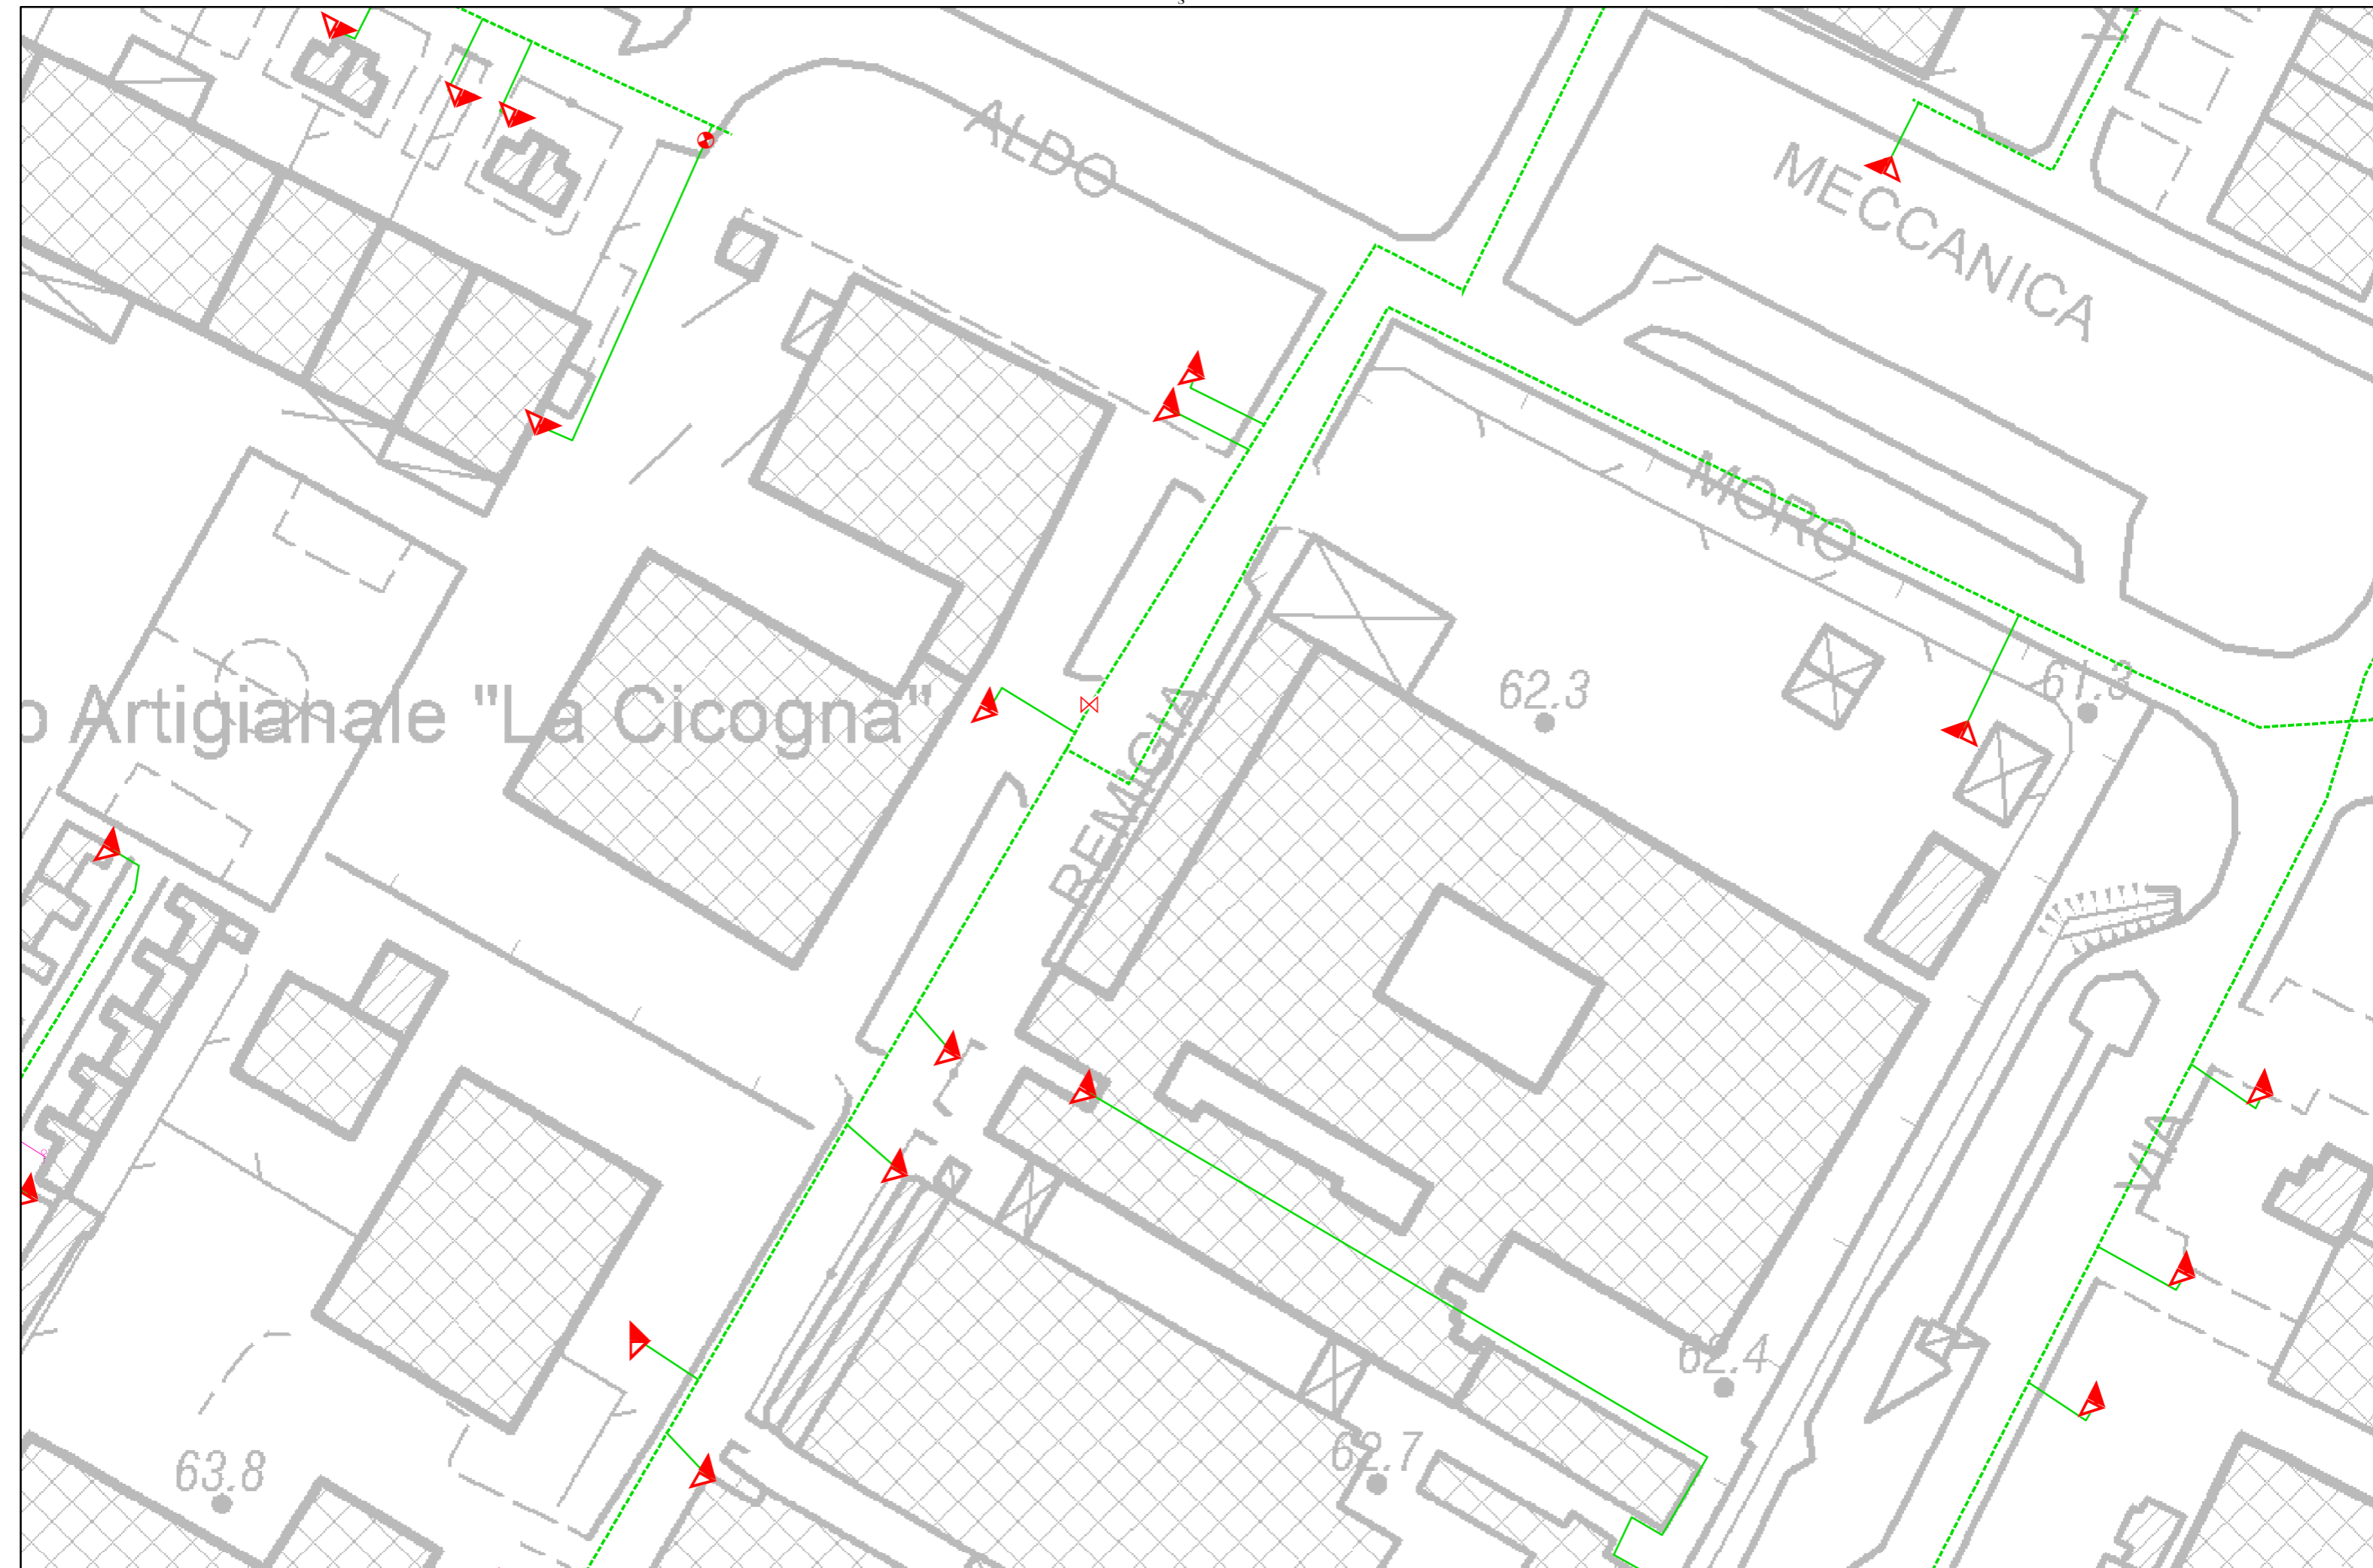 ALDO
MECCANICA
MORO
62.3
61.3
o Artigianale "La Cicogna"
REMIGIA
VIA
62.4
62.7
63.8